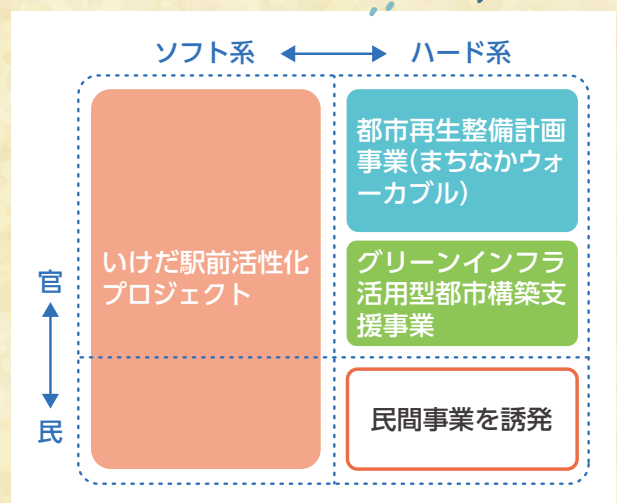 ソフト系
ハード系
いけだ駅前活性化
プロジェクト
都市再生整備計画
事業(まちなかウォ
ーカブル)
グリーンインフラ
活用型都市構築支
援事業
民間事業を誘発
官
民